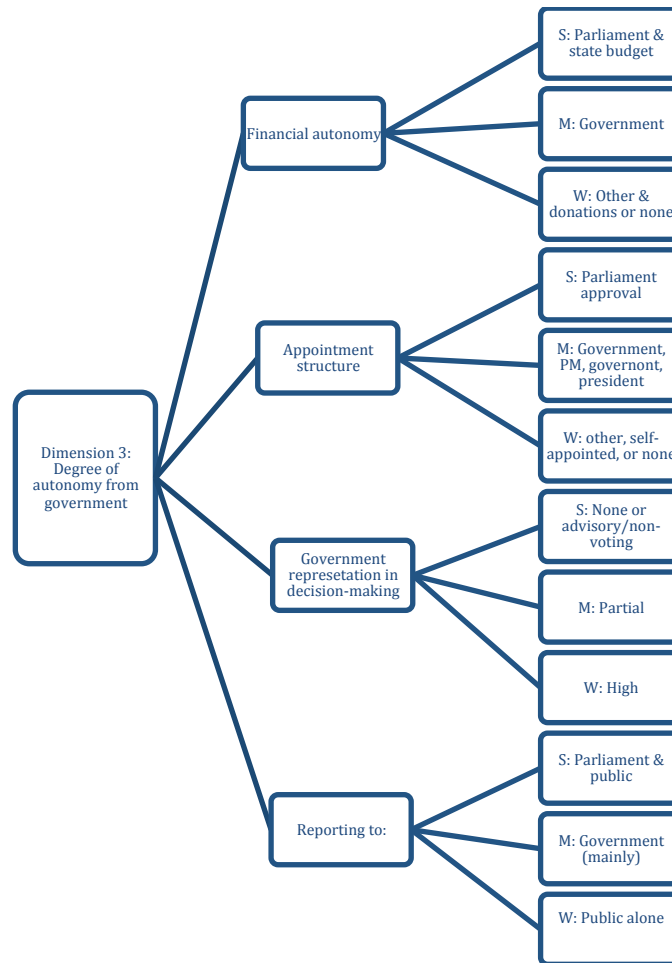 S: Parliament &
state budget
Financial autonomy
M: Government
W: Other &
donations or none
S: Parliament
approval
Appointment
structure
M: Government,
PM, governont,
president
W: other, self-
appointed, or none
Dimension 3:
Degree of
autonomy from
government
S: None or
advisory/non-
voting
Government
represetation in
decision-making
M: Partial
W: High
S: Parliament &
public
Reporting to:
M: Government
(mainly)
W: Public alone